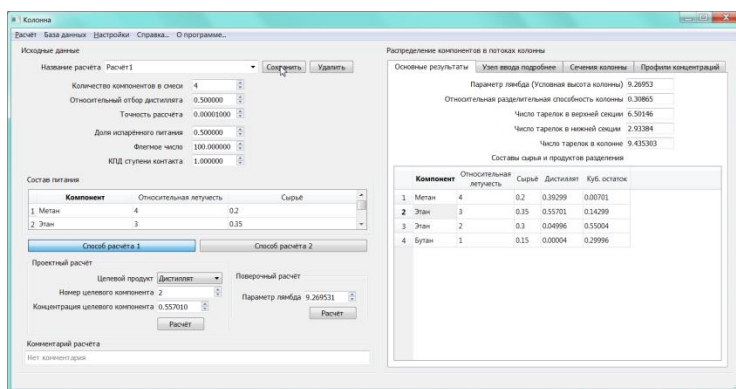 Колонна
Расчёт База данных Настройки Справка... О программе...
Исходные данные
Название расчёта Расчёт1 Сохранить Удалить
Количество компонентов в смеси 4
Относительный отбор дистиллята 0.500000
Точность рассчёта 0.00001000
Доля испарённого питания 0.500000
Флегмое число 100.000000
КПД ступени контакта 1.000000
Состав питания
Компонент Относительная летучесть Сырьё
1 Метан 4 0.2
2 Этан 3 0.35
Способ расчёта 1 Способ расчёта 2
Проектный расчёт
Целевой продукт Дистиллят
Номер целевого компонента 2
Концентрация целевого компонента 0.557010
Расчёт
Поверочный расчёт
Параметр лямбда 9.269531
Расчёт
Комментарий расчёта
Нет комментария
Распределение компонентов в потоках колонны
Основные результаты Узел ввода подробнее Сечения колонны Профили концентраций
Параметр лямбда (Условная высота колонны) 9.26953
Относительная разделительная способность колонны 0.30865
Число тарелок в верхней секции 6.50146
Число тарелок в нижней секции 2.93384
Число тарелок в колонне 9.435303
Составы сырья и продуктов разделения
Компонент Относительная летучесть Сырьё Дистиллят Куб. остаток
1 Метан 4 0.2 0.39299 0.00701
2 Этан 3 0.35 0.55701 0.14299
3 Этан 2 0.3 0.04996 0.55004
4 Бутан 1 0.15 0.00004 0.29996